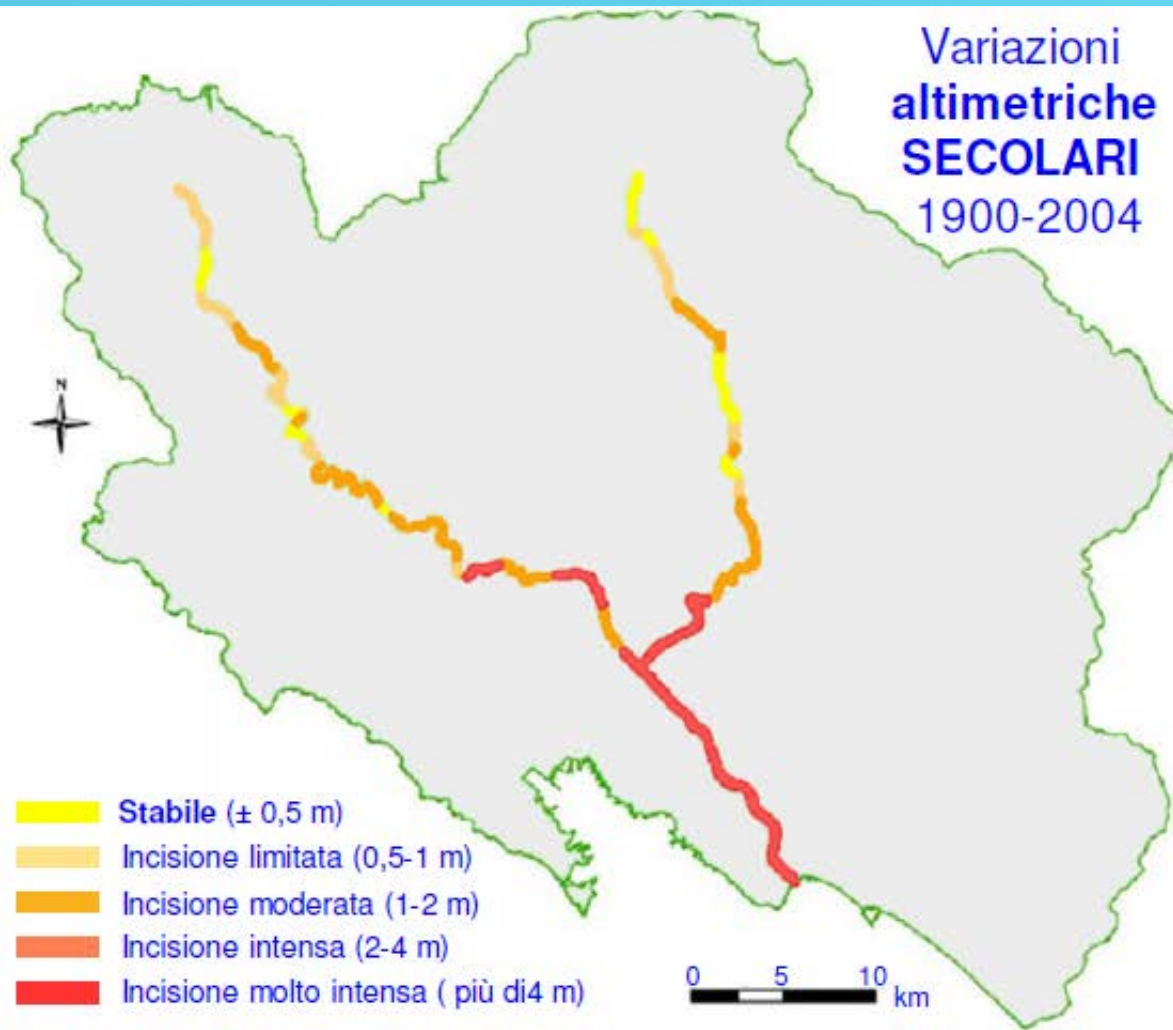 Variazioni
altimetriche
SECOLARI
1900-2004
N
Stabile (± 0,5 m)
Incisione limitata (0,5-1 m)
Incisione moderata (1-2 m)
Incisione intensa (2-4 m)
Incisione molto intensa ( più di4 m)
0 5 10
km